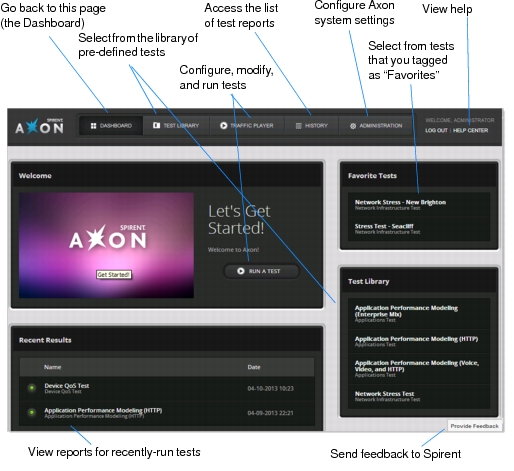 Go back to this page
(the Dashboard)
Access the list
of test reports
Configure Axon
system settings
View help
Select from the library
of pre-defined tests
Configure, modify,
and run tests
Select from tests
that you tagged
as “Favorites”
SPIRENT
AXON
DASHBOARD
TEST LIBRARY
TRAFFIC PLAYER
HISTORY
ADMINISTRATION
WELCOME, ADMINISTRATOR
LOG OUT : HELP CENTER
Welcome
SPIRENT
AXON
Get Started!
Let's Get
Started!
Welcome to Axon!
RUN A TEST
Favorite Tests
Network Stress - New Brighton
Network Infrastructure Test
Stress Test - Seacliff
Network Infrastructure Test
Test Library
Application Performance Modeling
(Enterprise Mix)
Applications Test
Application Performance Modeling (HTTP)
Applications Test
Application Performance Modeling (Voice,
Video, and HTTP)
Applications Test
Network Stress Test
Network Infrastructure Test
Recent Results
Name Date
Device QoS Test 04-10-2013 10:23
Device QoS Test
Application Performance Modeling (HTTP) 04-09-2013 22:21
Application Performance Modeling (HTTP)
Provide Feedback
View reports for recently-run tests
Send feedback to Spirent